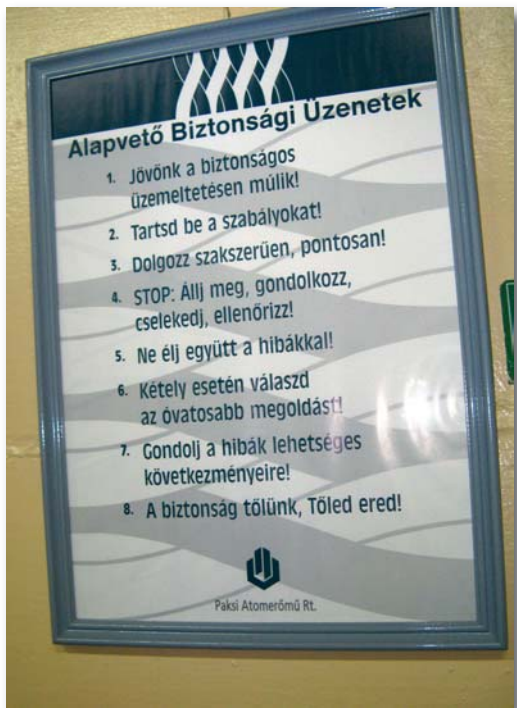 Alapvető Biztonsági Üzenetek
1. Jövőnk a biztonságos
üzemeltetésen múlik!
2. Tartsd be a szabályokat!
3. Dolgozz szakszerűen, pontosan!
4. STOP: Állj meg, gondolkozz,
cselekedj, ellenőrizz!
5. Ne élj együtt a hibákkal!
6. Kétely esetén válaszd
az óvatosabb megoldást!
7. Gondolj a hibák lehetséges
következményeire!
8. A biztonság tőlünk, Tőled ered!
Paksi Atomerőmű Rt.